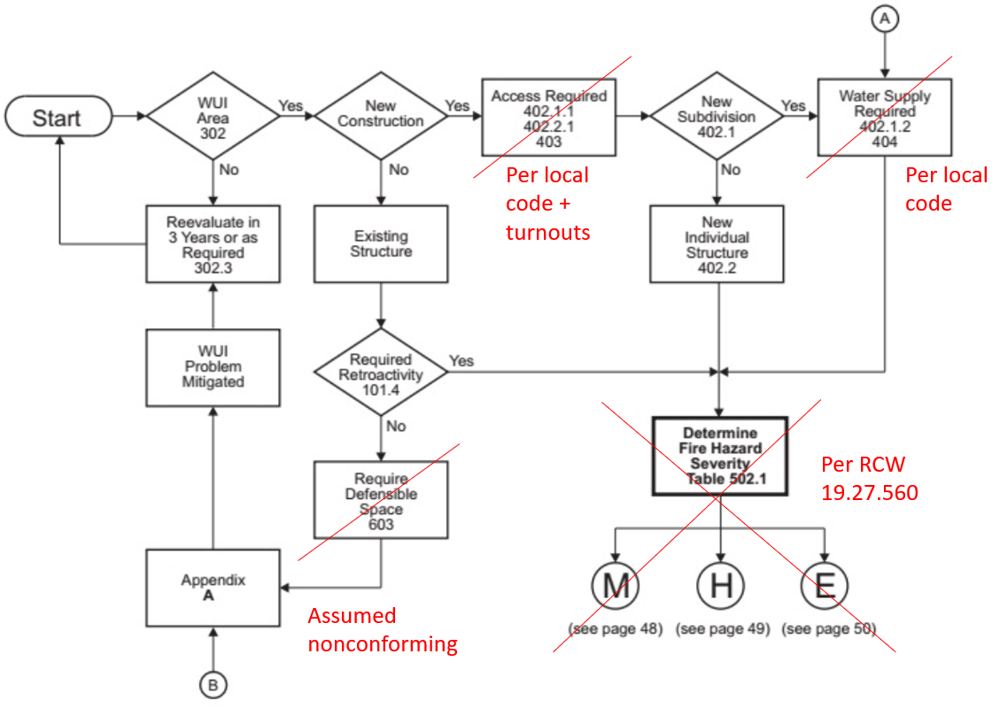 A
Start
WUI
Area
302
Yes
New
Construction
Yes
Access Required
402.1.1
402.2.1
403
New
Subdivision
402.1
Yes
Water Supply
Required
402.1.2
404
No
No
No
Per local
code +
turnouts
Per local
code
Reevaluate in
3 Years or as
Required
302.3
Existing
Structure
New
Individual
Structure
402.2
WUI
Problem
Mitigated
Required
Retroactivity
101.4
Yes
No
Determine
Fire Hazard
Severity
Table 502.1
Per RCW
19.27.560
Require
Defensible
Space
603
Appendix
A
Assumed
nonconforming
M
H
E
(see page 48)
(see page 49)
(see page 50)
B